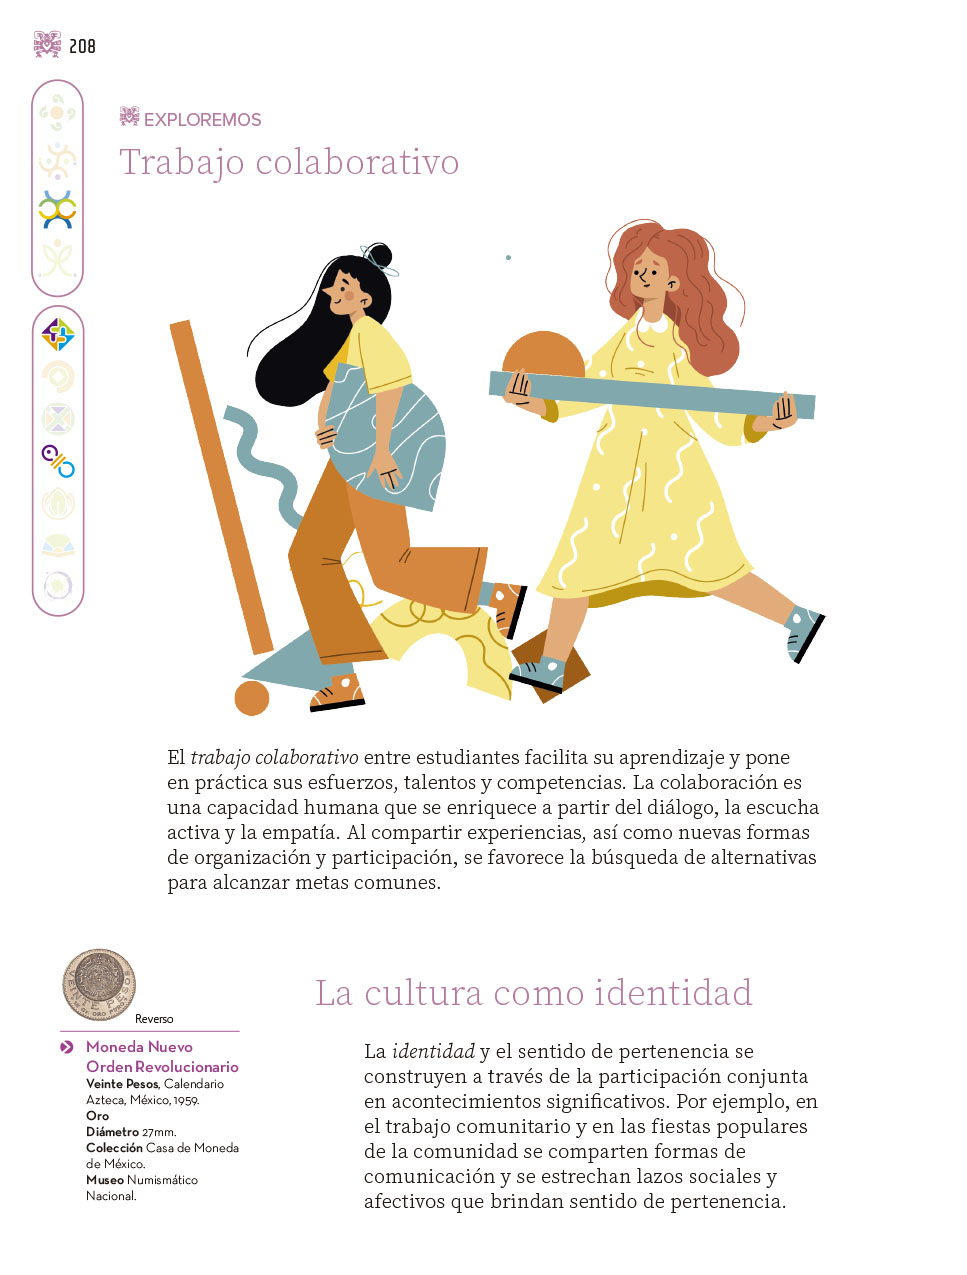 208
EXPLOREMOS
Trabajo colaborativo
El trabajo colaborativo entre estudiantes facilita su aprendizaje y pone
en práctica sus esfuerzos, talentos y competencias. La colaboración es
una capacidad humana que se enriquece a partir del diálogo, la escucha
activa y la empatía. Al compartir experiencias, así como nuevas formas
de organización y participación, se favorece la búsqueda de alternativas
para alcanzar metas comunes.
VEINTE PESOS
15 GR. ORO PURO
Reverso
Moneda Nuevo
Orden Revolucionario
Veinte Pesos, Calendario
Azteca, México, 1959.
Oro
Diámetro 27mm.
Colección Casa de Moneda
de México.
Museo Numismático
Nacional.
La cultura como identidad
La identidad y el sentido de pertenencia se
construyen a través de la participación conjunta
en acontecimientos significativos. Por ejemplo, en
el trabajo comunitario y en las fiestas populares
de la comunidad se comparten formas de
comunicación y se estrechan lazos sociales y
afectivos que brindan sentido de pertenencia.